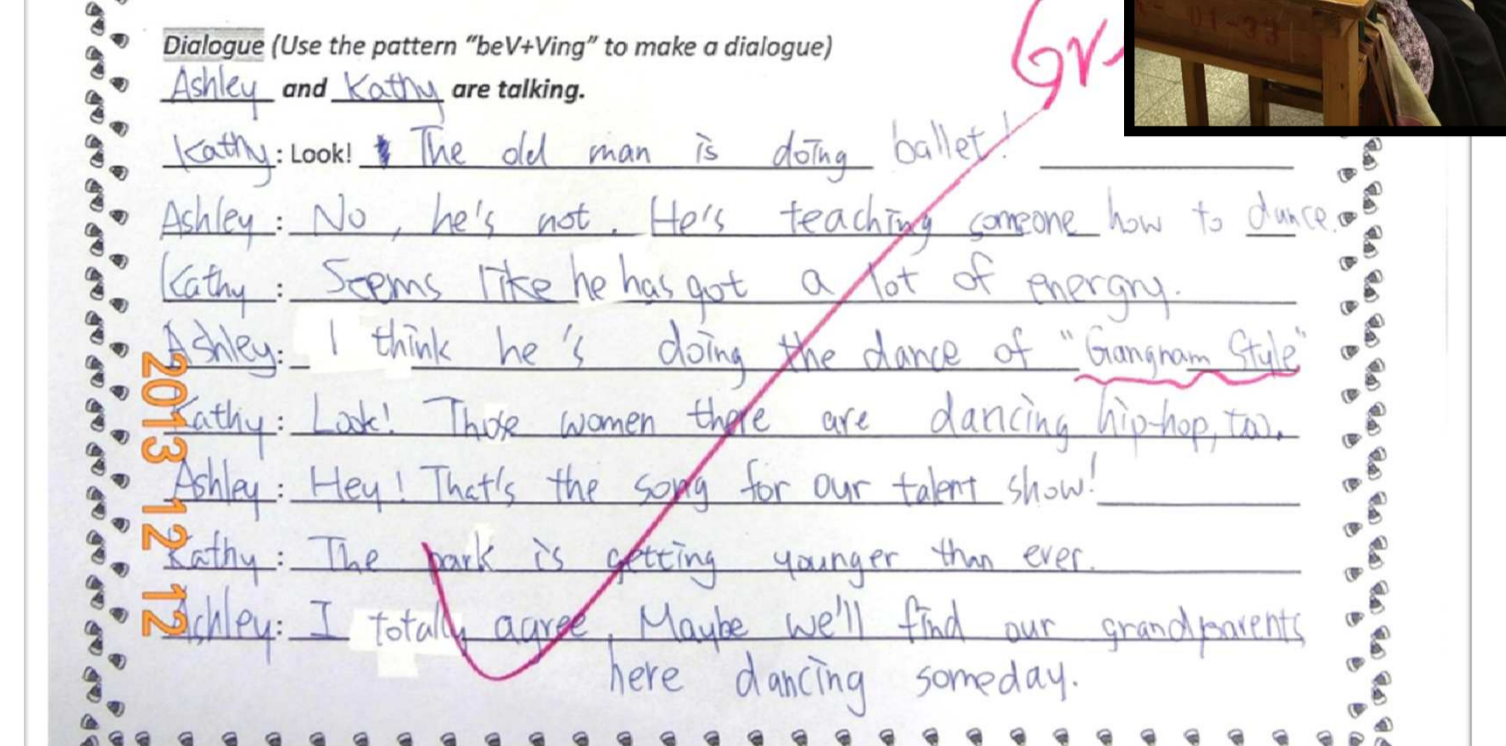 Dialogue (Use the pattern “beV+Ving” to make a dialogue)
Ashley and Kathy are talking.
Kathy: Look! The old man is doing ballet!
Ashley: No, he's not. He's teaching someone how to dance.
Kathy: Seems like he has got a lot of energry.
Ashley: I think he's doing the dance of "Gangnam Style"
Kathy: Look! Those women there are dancing hip-hop, too.
Ashley: Hey! That's the song for our talent show!
Kathy: The park is getting younger than ever.
Ashley: I totally agree. Maybe we'll find our grandparents
here dancing someday.
2013 12 12
01-33